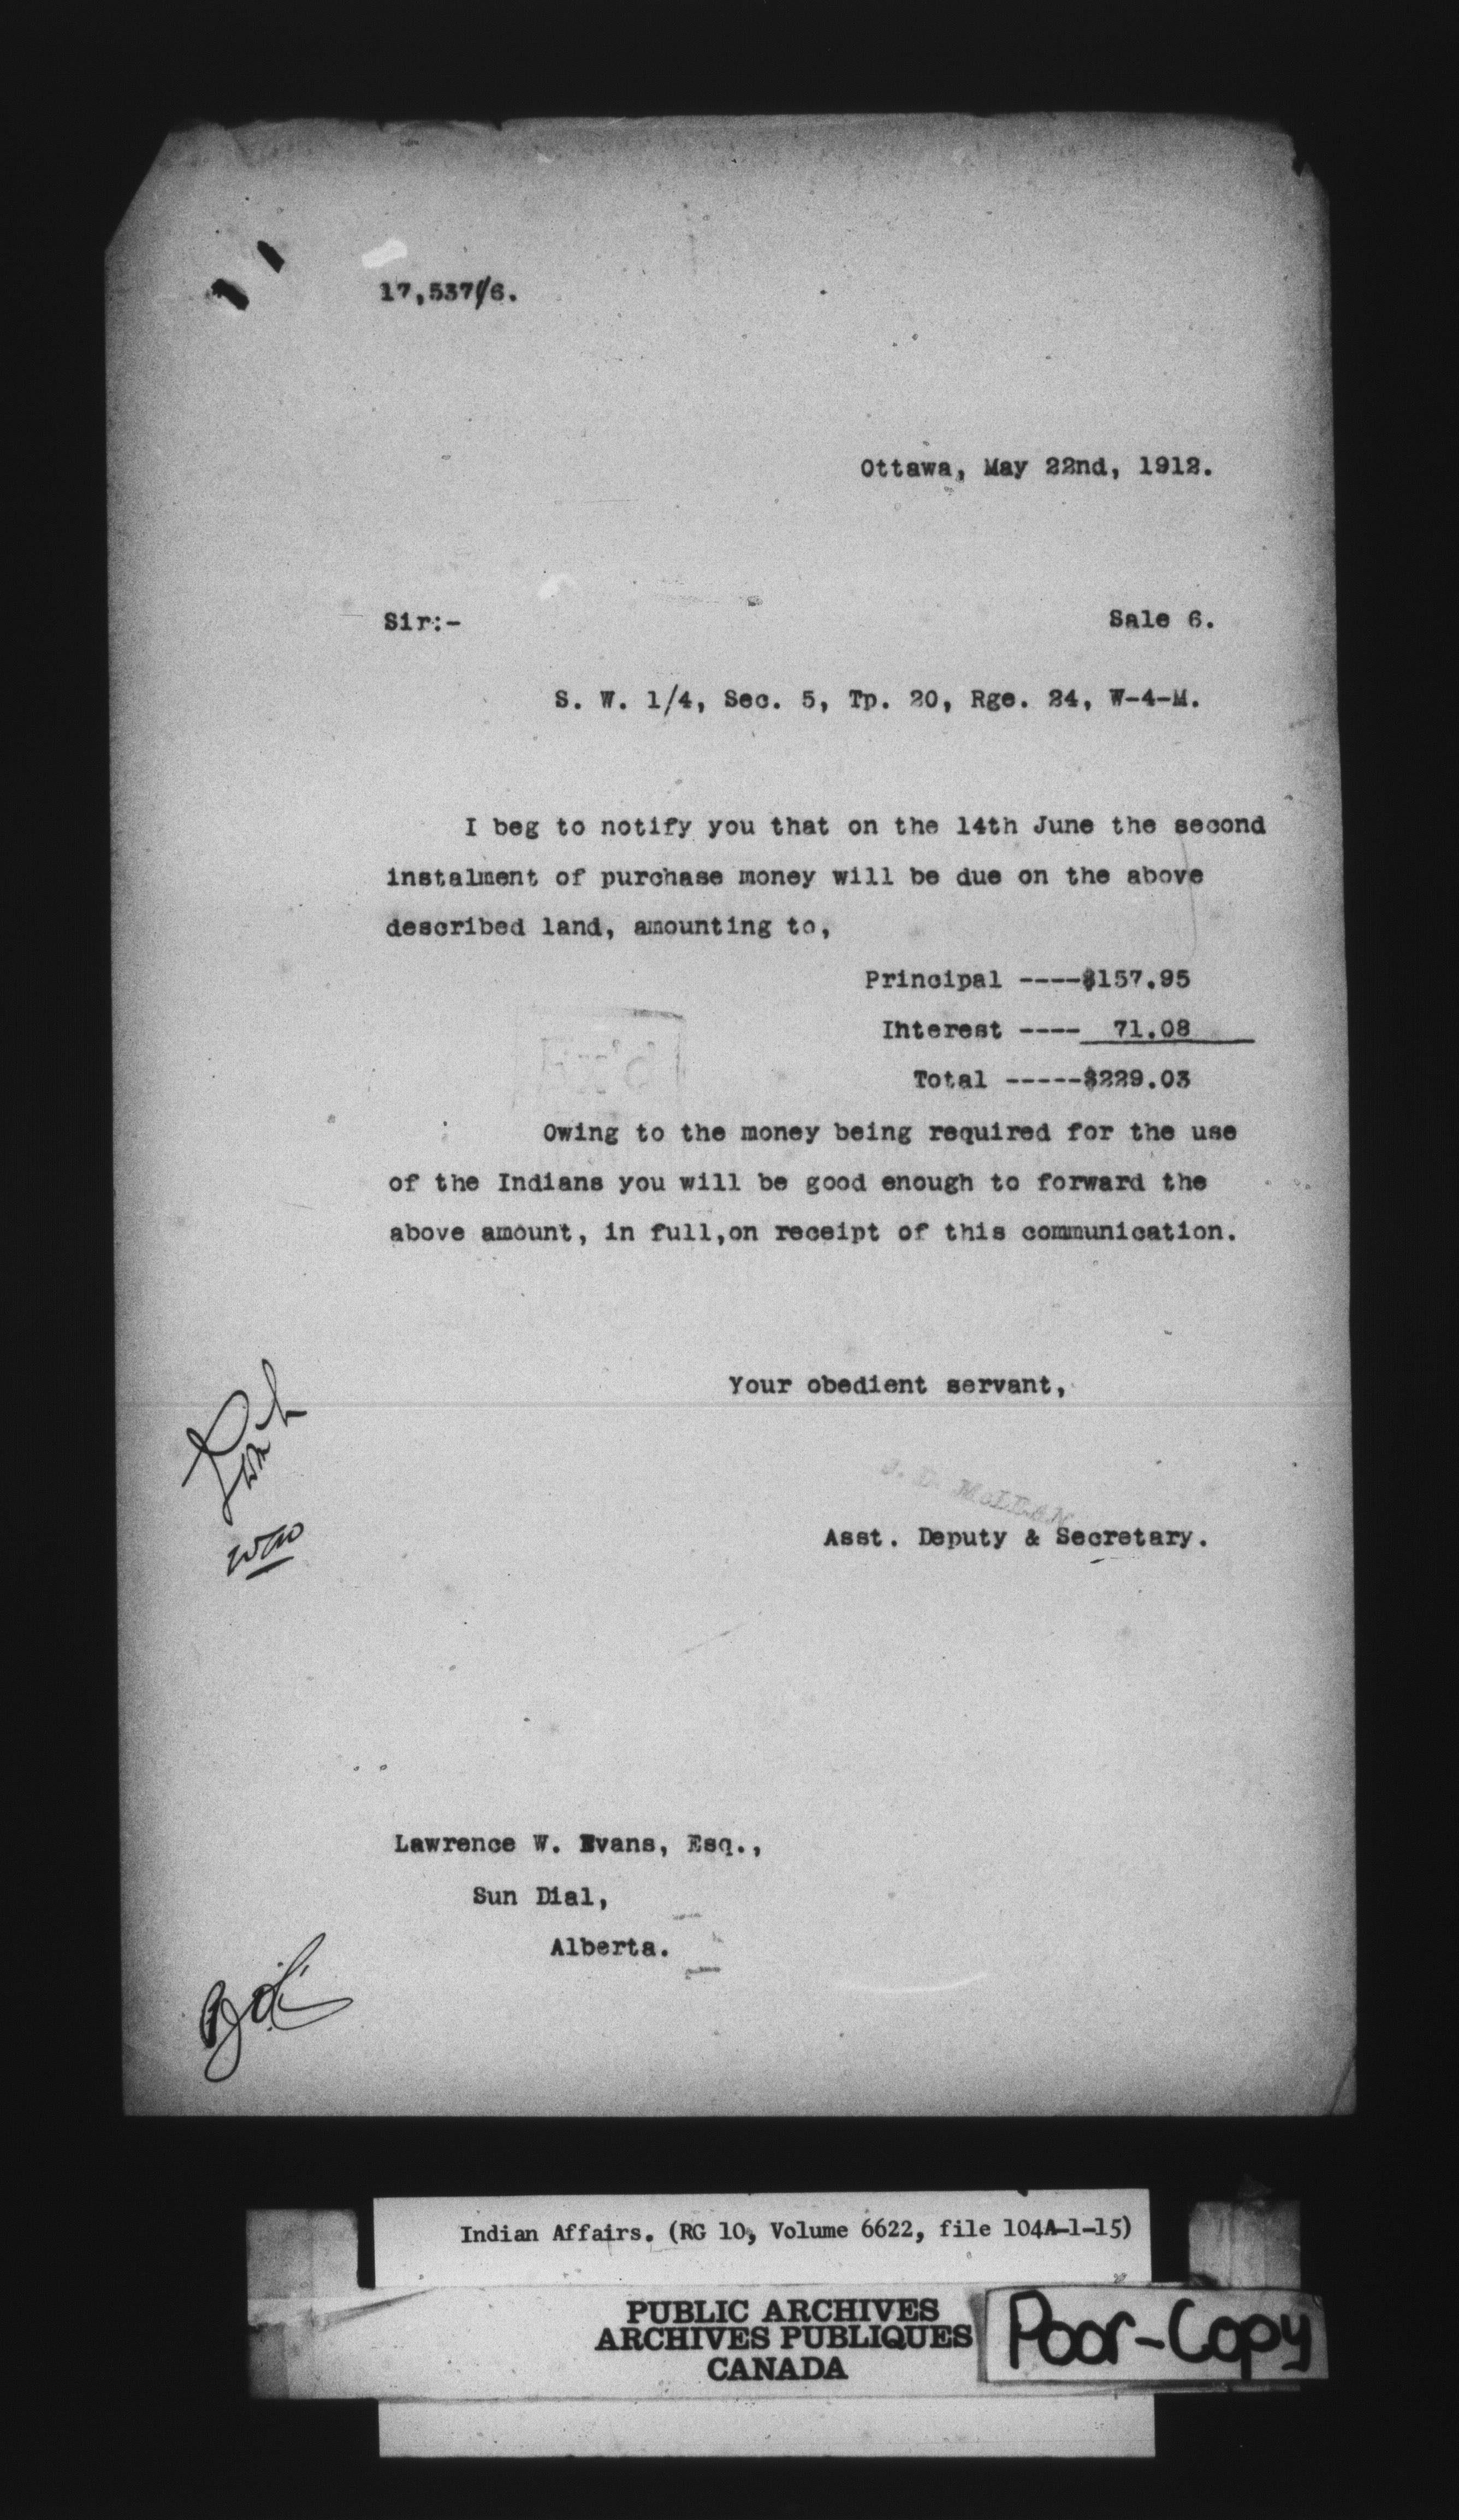 17,537/6.
Ottawa, May 22nd, 1912.
Sir:- Sale 6.
S. W. 1/4, Sec. 5, Tp. 20, Rge. 24, W-4-M.
I beg to notify you that on the 14th June the second
instalment of purchase money will be due on the above
described land, amounting to,
Principal ----$157.95
Interest ---- 71.08
Total -----$229.03
Owing to the money being required for the use
of the Indians you will be good enough to forward the
above amount, in full,on receipt of this communication.
Your obedient servant,
J. D. McLEAN
Asst. Deputy & Secretary.
Lawrence W. Evans, Esq.,
Sun Dial,
Alberta.
Indian Affairs. (RG 10, Volume 6622, file 104A-1-15)
PUBLIC ARCHIVES
ARCHIVES PUBLIQUES
CANADA
Poor-Copy